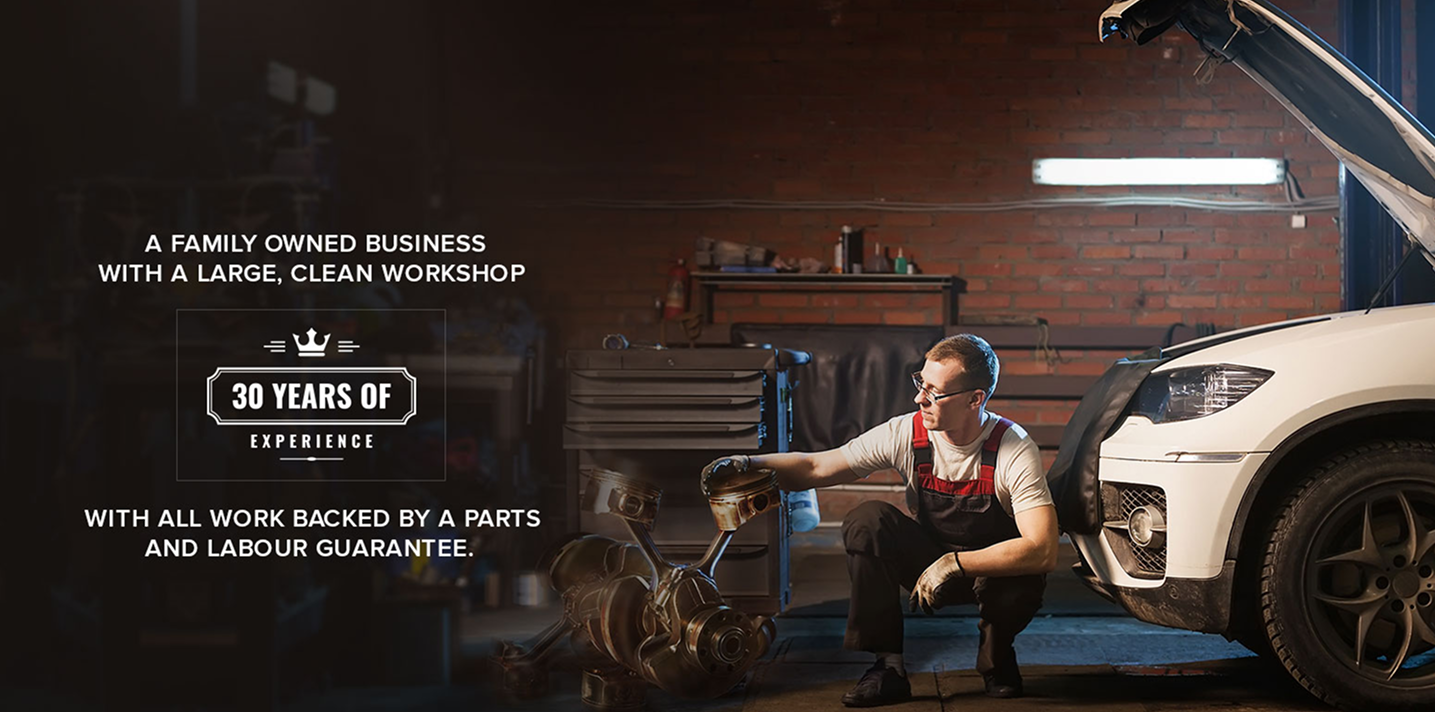 A FAMILY OWNED BUSINESS
WITH A LARGE, CLEAN WORKSHOP
30 YEARS OF
EXPERIENCE
WITH ALL WORK BACKED BY A PARTS
AND LABOUR GUARANTEE.